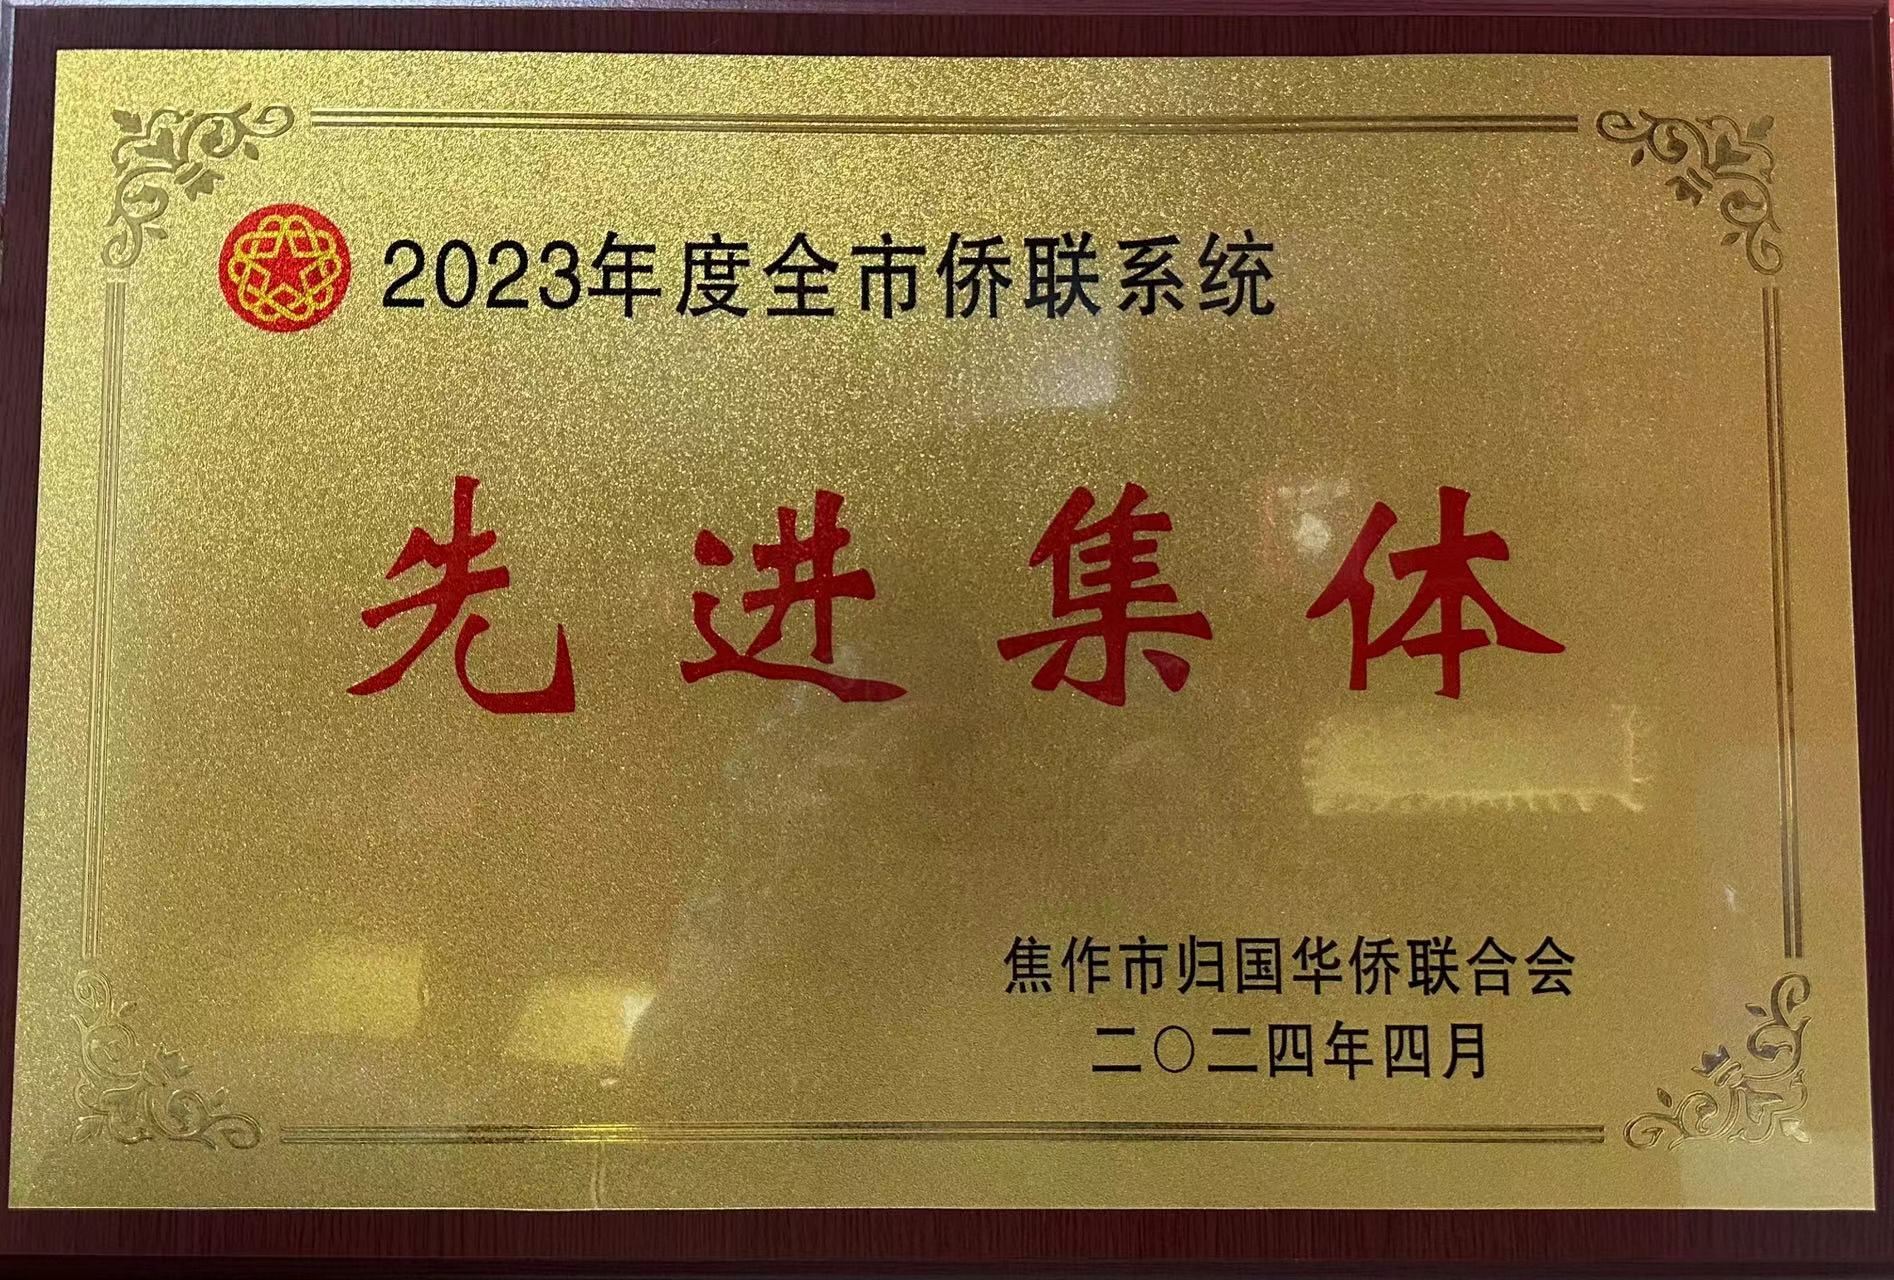 2023年度全市侨联系统
先进集体
焦作市归国华侨联合会
二〇二四年四月